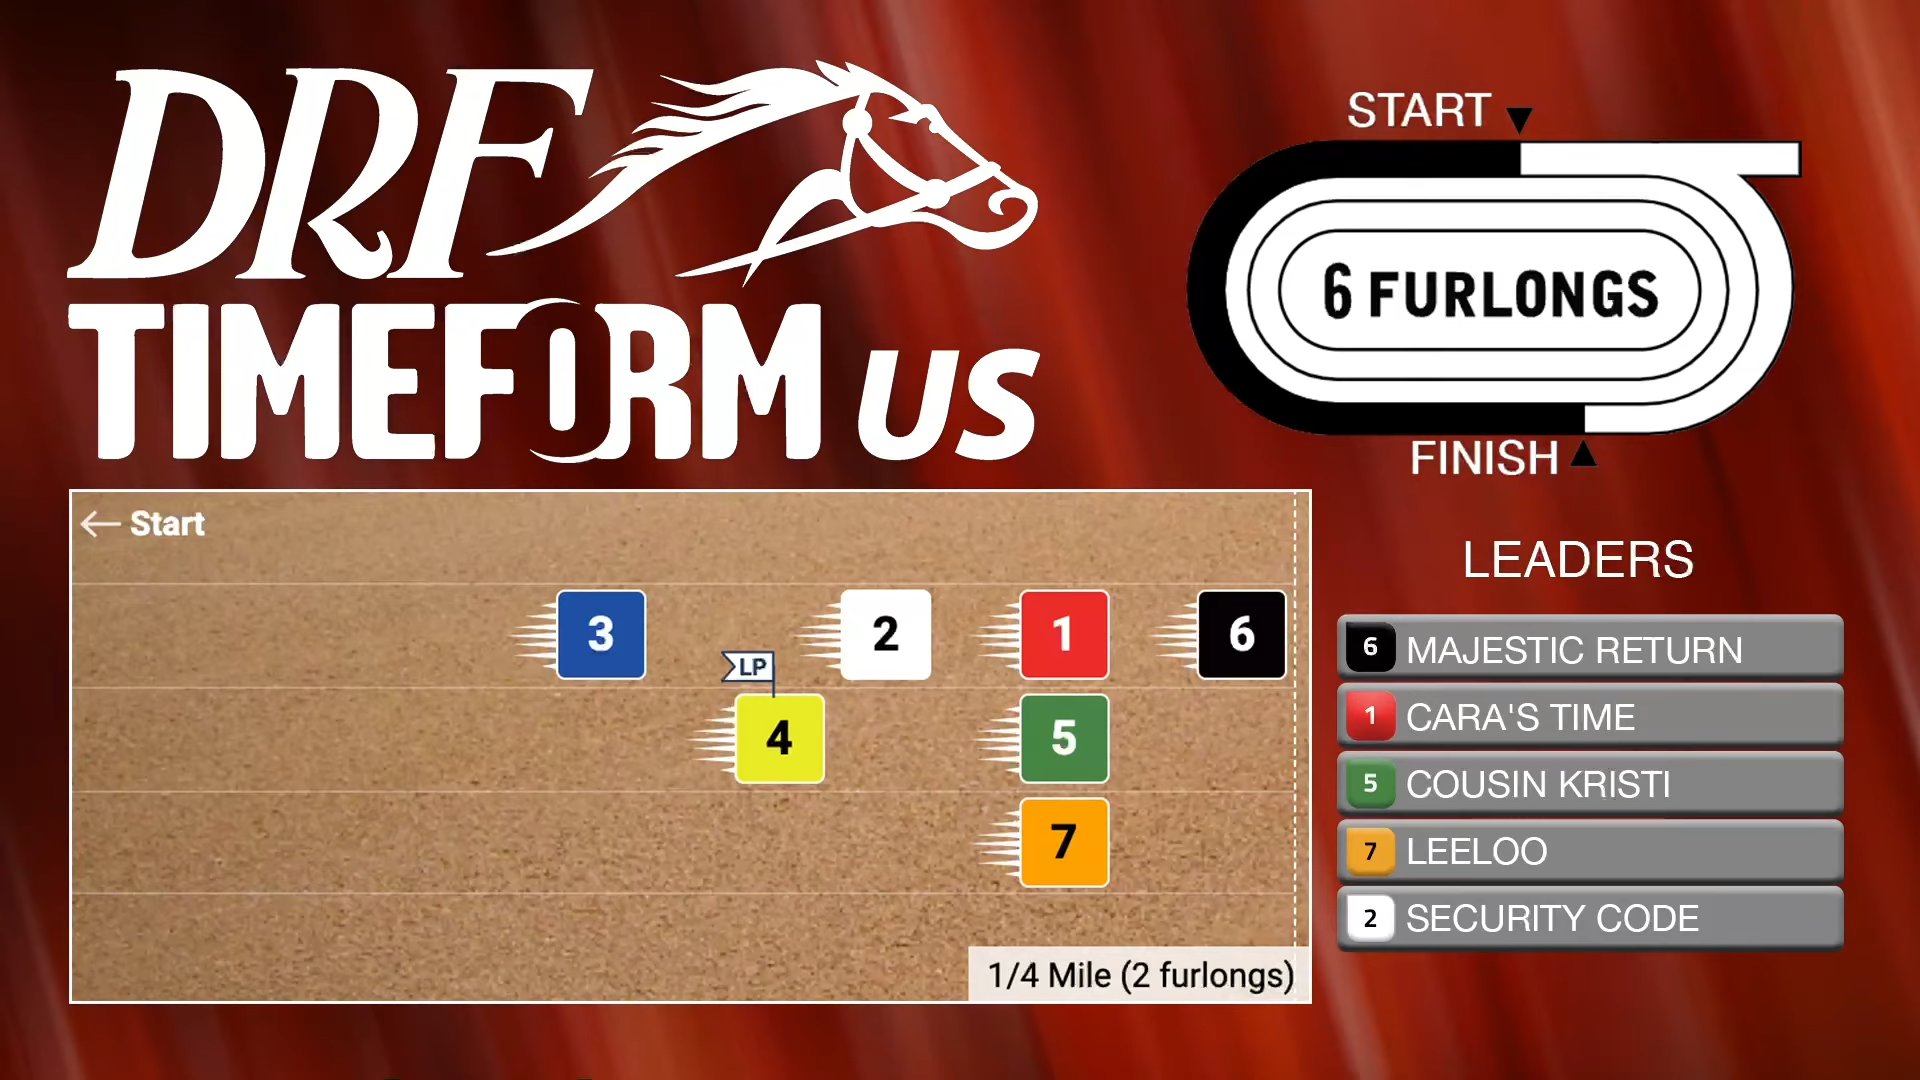 DRF
TIMEFORM US
START
6 FURLONGS
FINISH
← Start
3
2
1
6
LP
4
5
7
1/4 Mile (2 furlongs)
LEADERS
6 MAJESTIC RETURN
1 CARA'S TIME
5 COUSIN KRISTI
7 LEELOO
2 SECURITY CODE